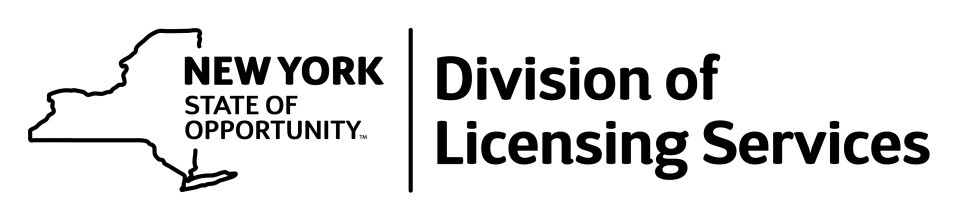 NEW YORK
STATE OF
OPPORTUNITY™
Division of
Licensing Services